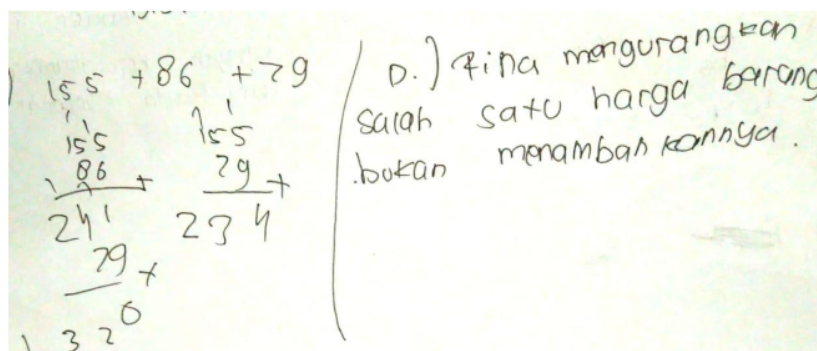 ) 155 + 86 + 79
155
86 +
241
79 +
320
155
79 +
234
D.) Rina mengurangkan
salah satu harga barang
bukan menambahkannya.